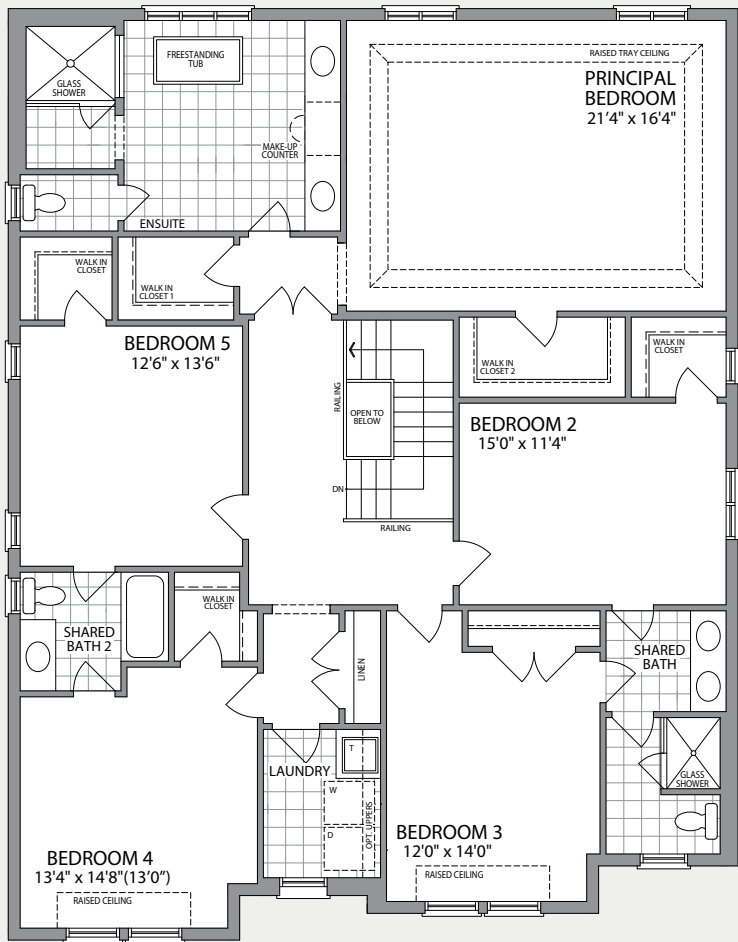 FREESTANDING
TUB
GLASS
SHOWER
MAKE-UP
COUNTER
ENSUITE
RAISED TRAY CEILING
PRINCIPAL
BEDROOM
21'4" x 16'4"
WALK IN
CLOSET
WALK IN
CLOSET 1
BEDROOM 5
12'6" x 13'6"
RAILING
OPEN TO
BELOW
DN
RAILING
WALK IN
CLOSET 2
WALK IN
CLOSET
BEDROOM 2
15'0" x 11'4"
SHARED
BATH 2
WALK IN
CLOSET
LINEN
SHARED
BATH
GLASS
SHOWER
LAUNDRY
T
W
D
OPT. UPPERS
BEDROOM 3
12'0" x 14'0"
RAISED CEILING
BEDROOM 4
13'4" x 14'8"(13'0")
RAISED CEILING